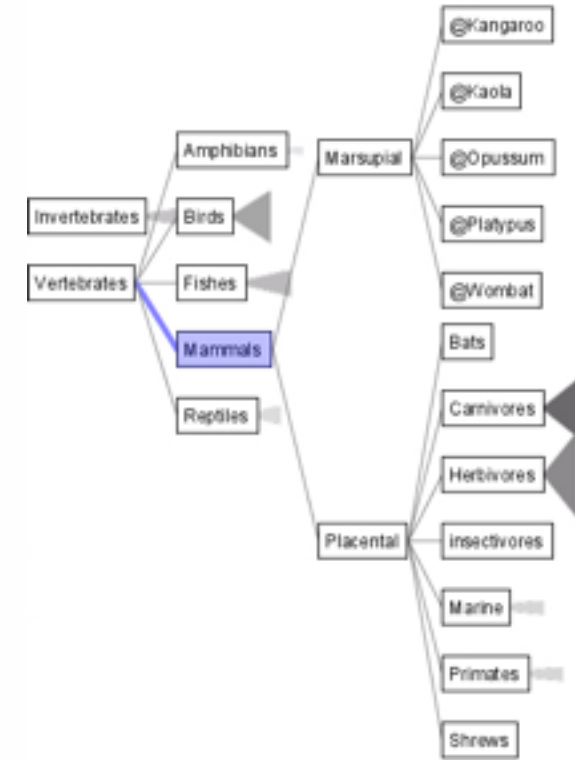 @Kangaroo
@Kaola
Amphibians
Marsupial
@Opussum
Invertebrates
Birds
@Platypus
Vertebrates
Fishes
@Wombat
Mammals
Bats
Reptiles
Carnivores
Herbivores
Placental
insectivores
Marine
Primates
Shrews